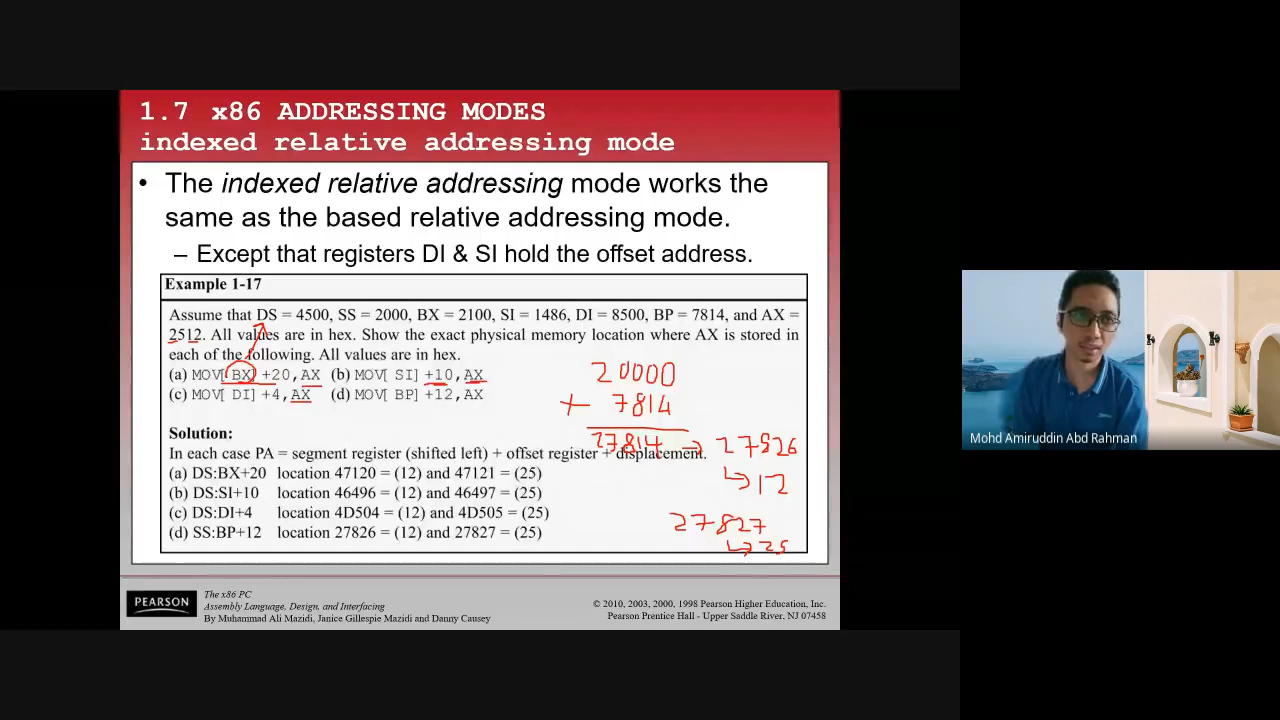 1.7 x86 ADDRESSING MODES
indexed relative addressing mode
• The indexed relative addressing mode works the
same as the based relative addressing mode.
– Except that registers DI & SI hold the offset address.
Example 1-17
Assume that DS = 4500, SS = 2000, BX = 2100, SI = 1486, DI = 8500, BP = 7814, and AX =
2512. All values are in hex. Show the exact physical memory location where AX is stored in
each of the following. All values are in hex.
(a) MOV[ BX] +20,AX (b) MOV[ SI] +10,AX
(c) MOV[ DI] +4,AX (d) MOV[ BP] +12,AX
20000
+ 7814
27814 → 27826
↳ 12
27827
↳ 25
Solution:
In each case PA = segment register (shifted left) + offset register + displacement.
(a) DS:BX+20 location 47120 = (12) and 47121 = (25)
(b) DS:SI+10 location 46496 = (12) and 46497 = (25)
(c) DS:DI+4 location 4D504 = (12) and 4D505 = (25)
(d) SS:BP+12 location 27826 = (12) and 27827 = (25)
PEARSON
The x86 PC
Assembly Language, Design, and Interfacing
By Muhammad Ali Mazidi, Janice Gillespie Mazidi and Danny Causey
© 2010, 2003, 2000, 1998 Pearson Higher Education, Inc.
Pearson Prentice Hall - Upper Saddle River, NJ 07458
Mohd Amiruddin Abd Rahman